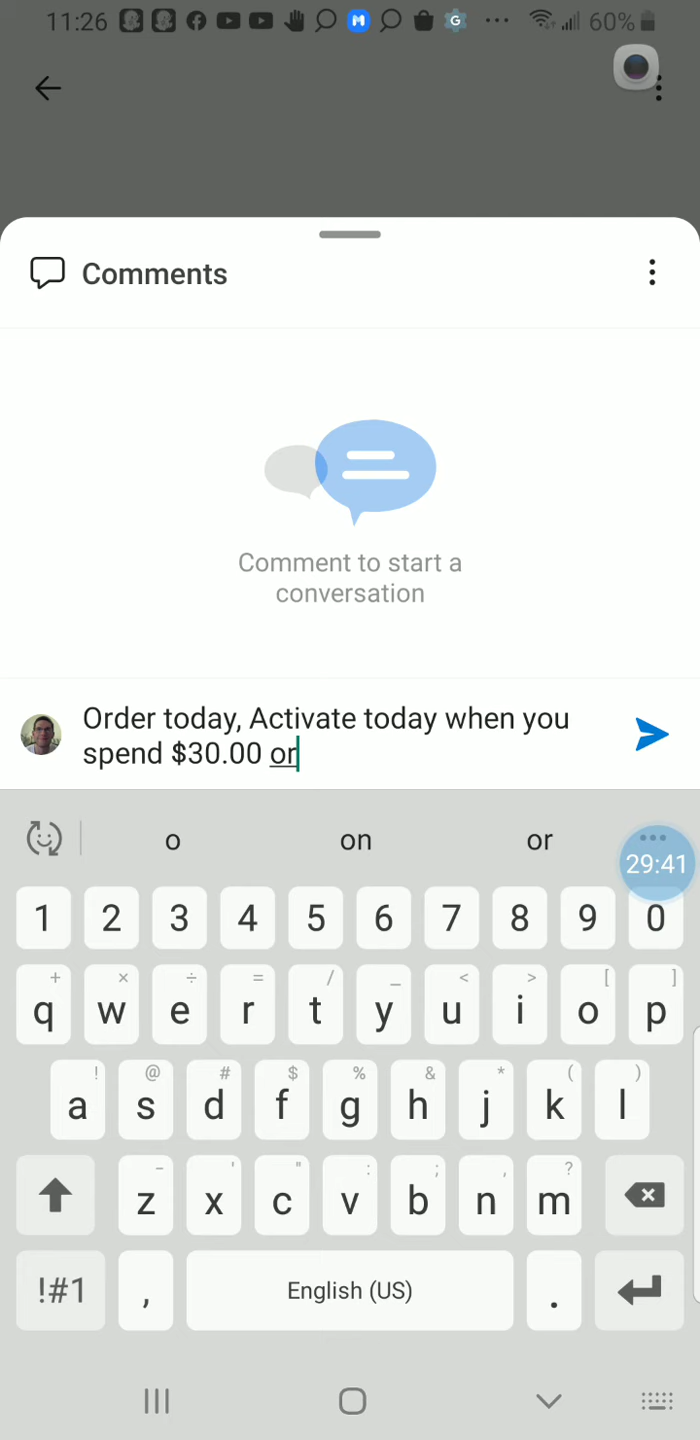 11:26
60%
Comments
Comment to start a
conversation
Order today, Activate today when you
spend $30.00 or
o on or
29:41
1 2 3 4 5 6 7 8 9 0
+ × ÷ = / _ < > [ ]
q w e r t y u i o p
! @ # $ % & * ( )
a s d f g h j k l
- ' " : ; , ?
z x c v b n m
!#1 , English (US) .